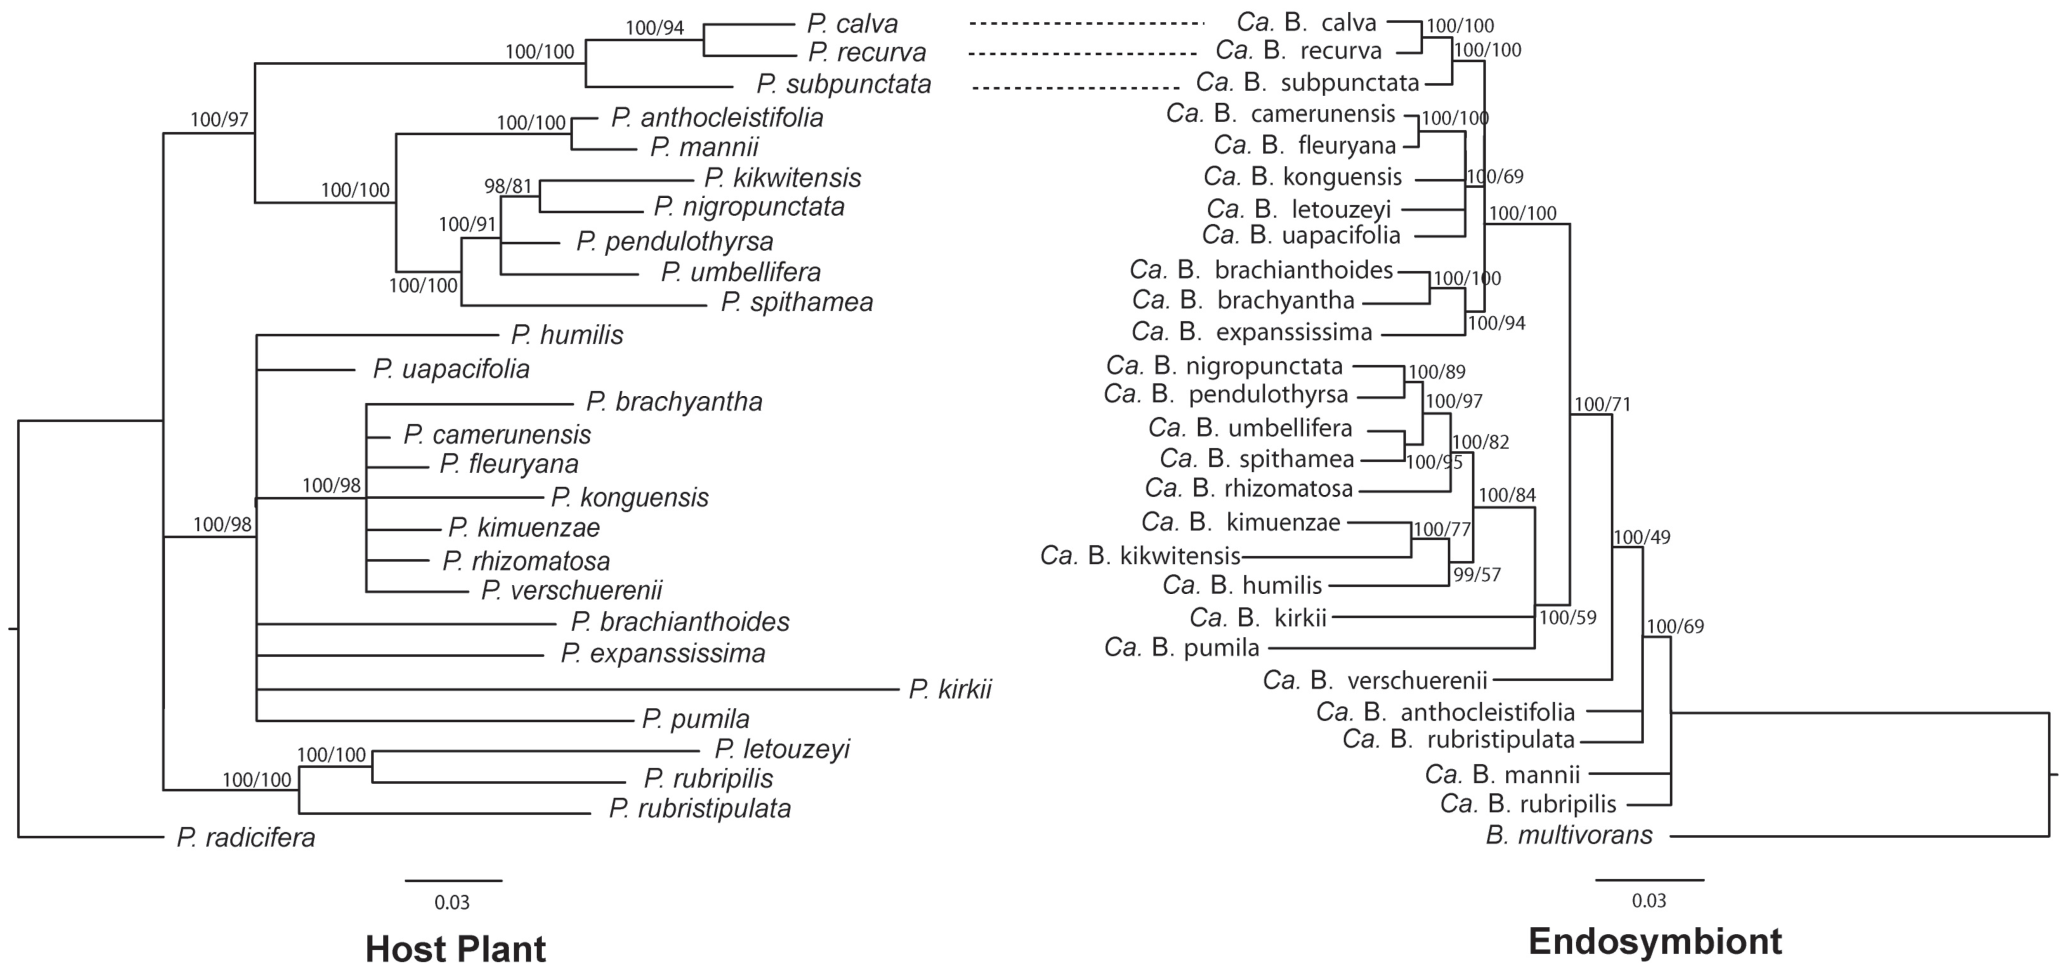 100/94
P. calva
P. recurva
100/100
P. subpunctata
100/97
100/100
P. anthocleistifolia
P. mannii
100/100
98/81
P. kikwitensis
P. nigropunctata
100/91
P. pendulothyrsa
P. umbellifera
100/100
P. spithamea
P. humilis
P. uapacifolia
P. brachyantha
P. camerunensis
P. fleuryana
100/98
P. konguensis
100/98
P. kimuenzae
P. rhizomatosa
P. verschuerenii
P. brachianthoides
P. expanssissima
P. kirkii
P. pumila
100/100
P. letouzeyi
100/100
P. rubripilis
P. rubristipulata
P. radicifera
0.03
Host Plant
Ca. B. calva
100/100
Ca. B. recurva
100/100
Ca. B. subpunctata
Ca. B. camerunensis
100/100
Ca. B. fleuryana
Ca. B. konguensis
100/69
Ca. B. letouzeyi
100/100
Ca. B. uapacifolia
Ca. B. brachianthoides
100/100
Ca. B. brachyantha
100/94
Ca. B. expanssissima
Ca. B. nigropunctata
100/89
Ca. B. pendulothyrsa
100/97
100/71
Ca. B. umbellifera
100/82
Ca. B. spithamea
100/95
Ca. B. rhizomatosa
100/84
Ca. B. kimuenzae
100/77
100/49
Ca. B. kikwitensis
99/57
Ca. B. humilis
Ca. B. kirkii
100/59
100/69
Ca. B. pumila
Ca. B. verschuerenii
Ca. B. anthocleistifolia
Ca. B. rubristipulata
Ca. B. mannii
Ca. B. rubripilis
B. multivorans
0.03
Endosymbiont